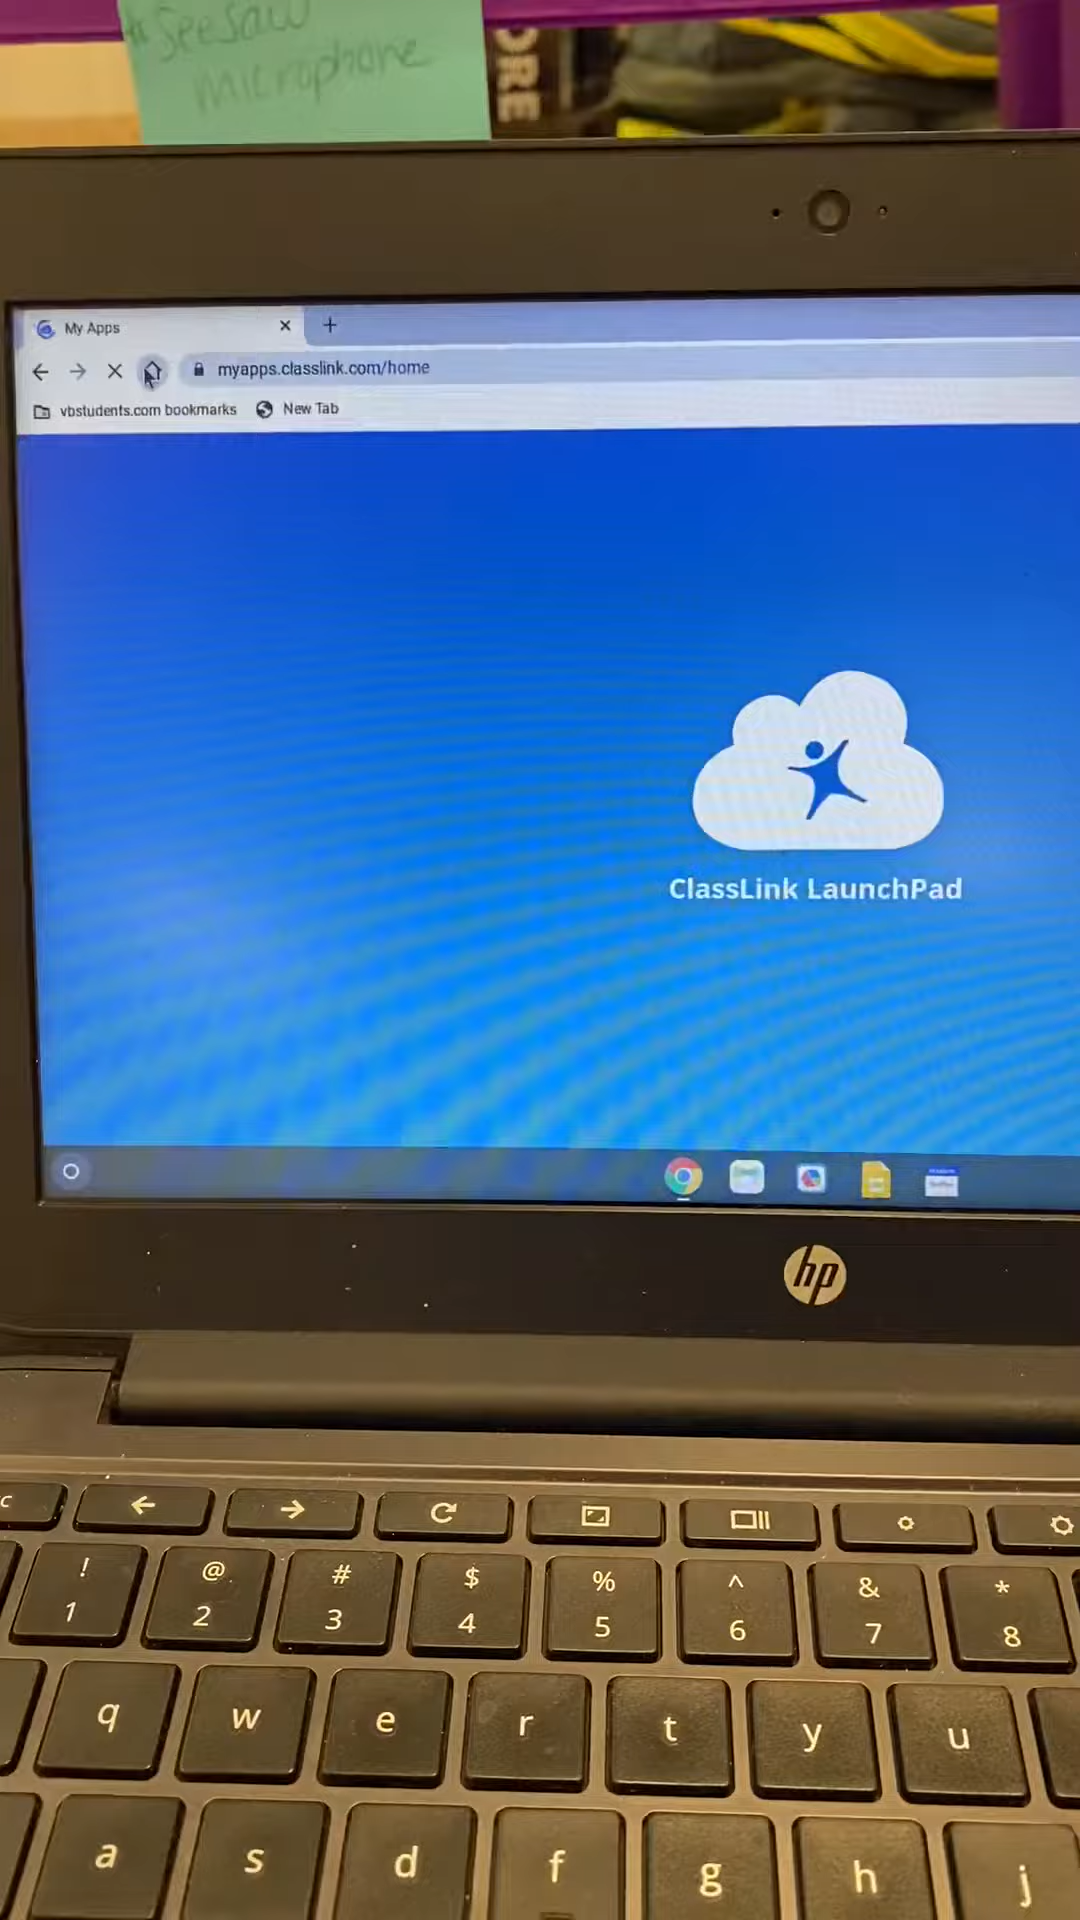 Seesaw
microphone
ORE
My Apps
myapps.classlink.com/home
vbstudents.com bookmarks New Tab
ClassLink LaunchPad
hp
c
! @ # $ % ^ & *
1 2 3 4 5 6 7 8
q w e r t y u
a s d f g h j